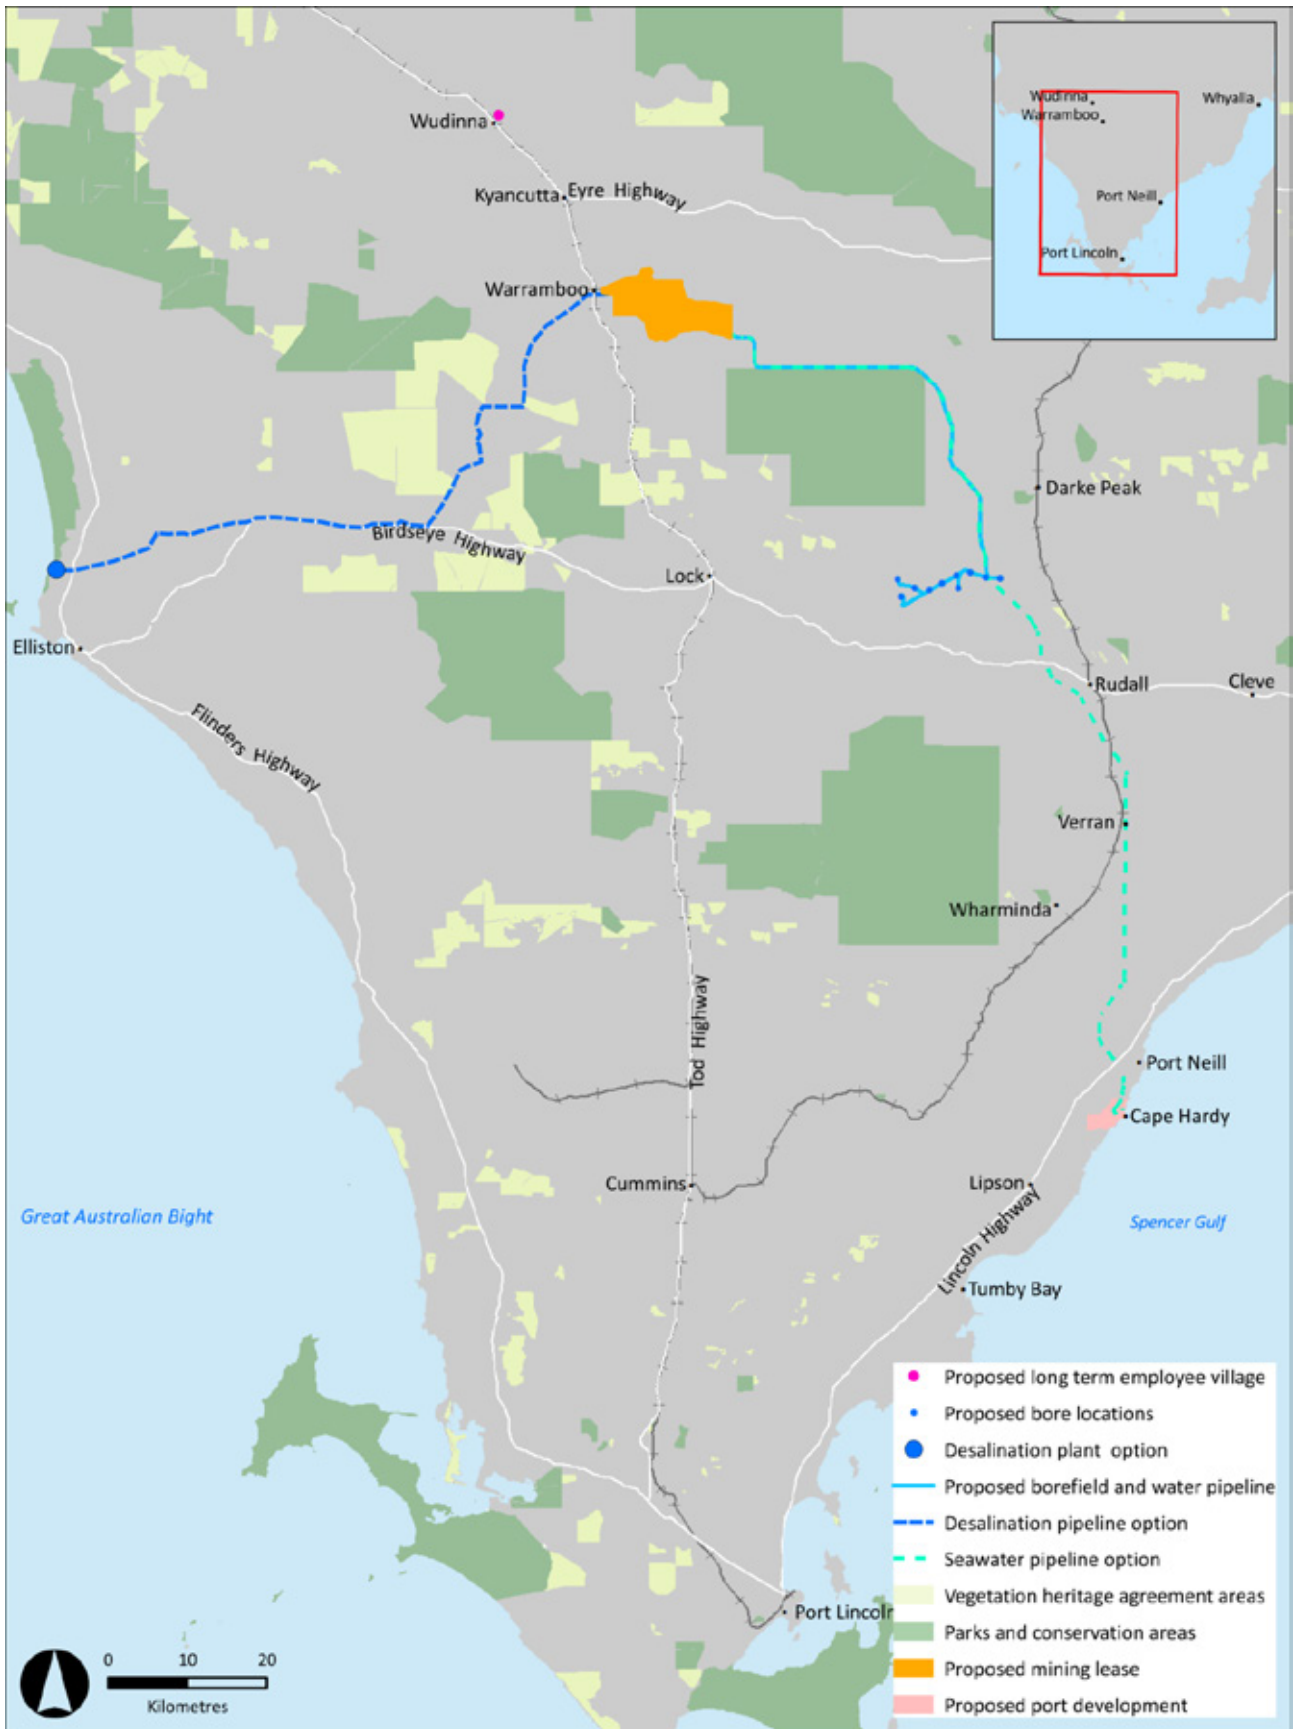 Wudinna
Kyancutta
Eyre Highway
Warramboo
Wudinna
Warramboo
Whyalla
Port Neill
Port Lincoln
Darke Peak
Birdseye Highway
Lock
Elliston
Rudall
Cleve
Flinders Highway
Verran
Wharminda
Tod Highway
Port Neill
Cape Hardy
Cummins
Lipson
Lincoln Highway
Great Australian Bight
Spencer Gulf
Tumby Bay
Port Lincoln
Proposed long term employee village
Proposed bore locations
Desalination plant option
Proposed borefield and water pipeline
Desalination pipeline option
Seawater pipeline option
Vegetation heritage agreement areas
Parks and conservation areas
Proposed mining lease
Proposed port development
0 10 20
Kilometres